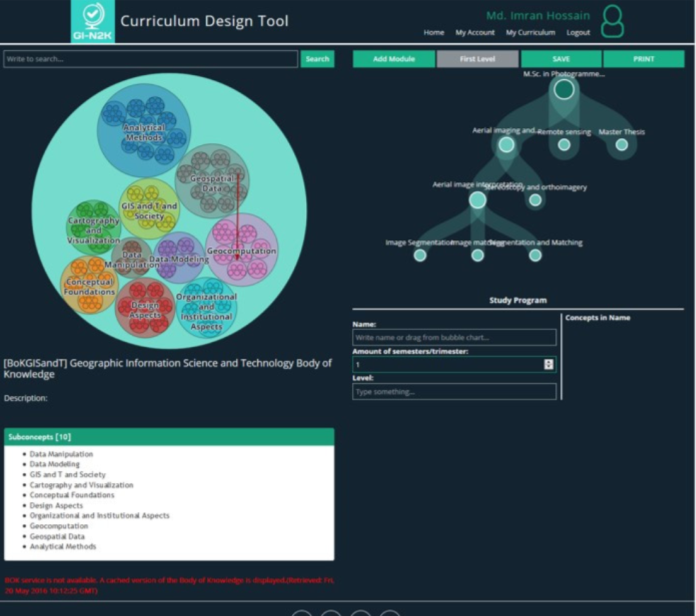 GI-N2K
Curriculum Design Tool
Md. Imran Hossain
Home My Account My Curriculum Logout
Write to search...
Search
Add Module
First Level
SAVE
PRINT
M.Sc. in Photogramme...
Aerial imaging and...
Remote sensing
Master Thesis
Aerial image interpretation
and orthoimagery
Image Segmentation
Image matching
Segmentation and Matching
Analytical
Methods
Geospatial
Data
GIS and T and
Society
Cartography
and
Visualization
Geocomputation
Data
Manipulation
Data Modeling
Conceptual
Foundations
Design
Aspects
Organizational
and
Institutional
Aspects
[BoKGISandT] Geographic Information Science and Technology Body of
Knowledge
Description:
Subconcepts [10]
Data Manipulation
Data Modeling
GIS and T and Society
Cartography and Visualization
Conceptual Foundations
Design Aspects
Organizational and Institutional Aspects
Geocomputation
Geospatial Data
Analytical Methods
BOK service is not available. A cached version of the Body of Knowledge is displayed.(Retrieved: Fri,
20 May 2016 10:12:25 GMT)
Study Program
Name:
Write name or drag from bubble chart...
Amount of semesters/trimester:
1
Level:
Type something...
Concepts in Name